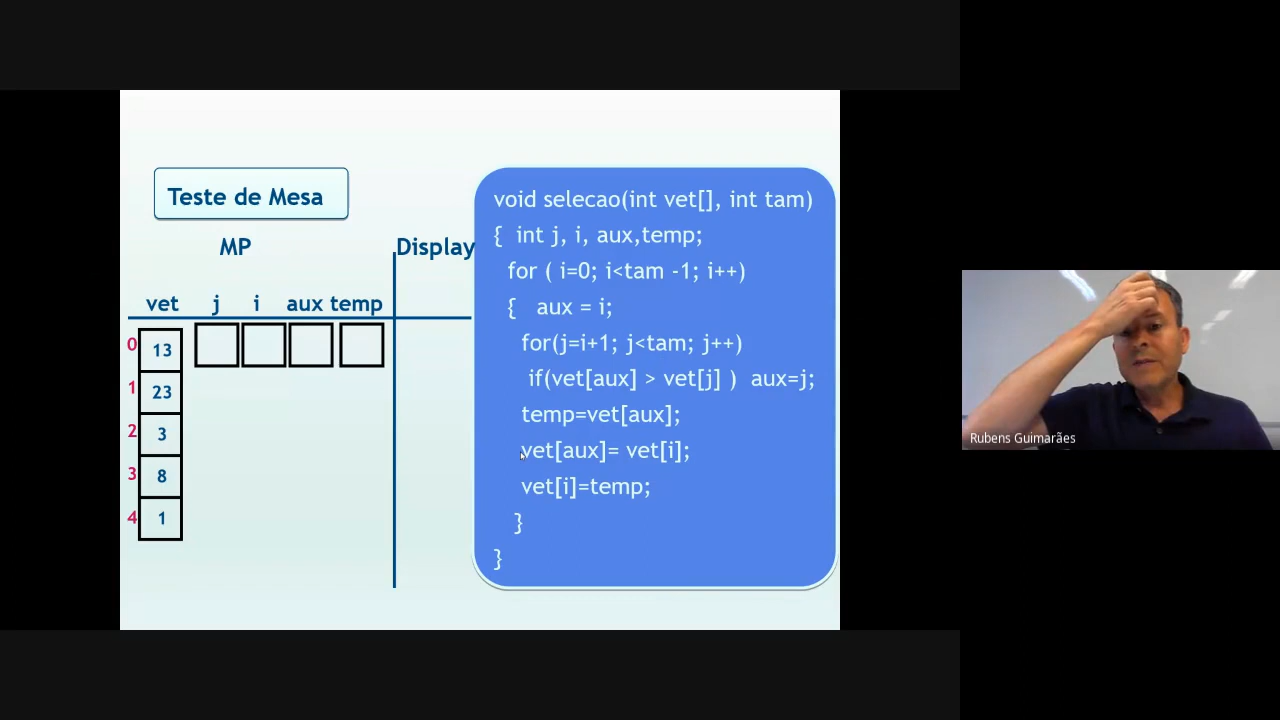 Teste de Mesa
MP
Display
vet j i aux temp
0 13
1 23
2 3
3 8
4 1
void selecao(int vet[], int tam)
{ int j, i, aux,temp;
for ( i=0; i<tam -1; i++)
{ aux = i;
for(j=i+1; j<tam; j++)
if(vet[aux] > vet[j] ) aux=j;
temp=vet[aux];
vet[aux]= vet[i];
vet[i]=temp;
}
}
Rubens Guimarães